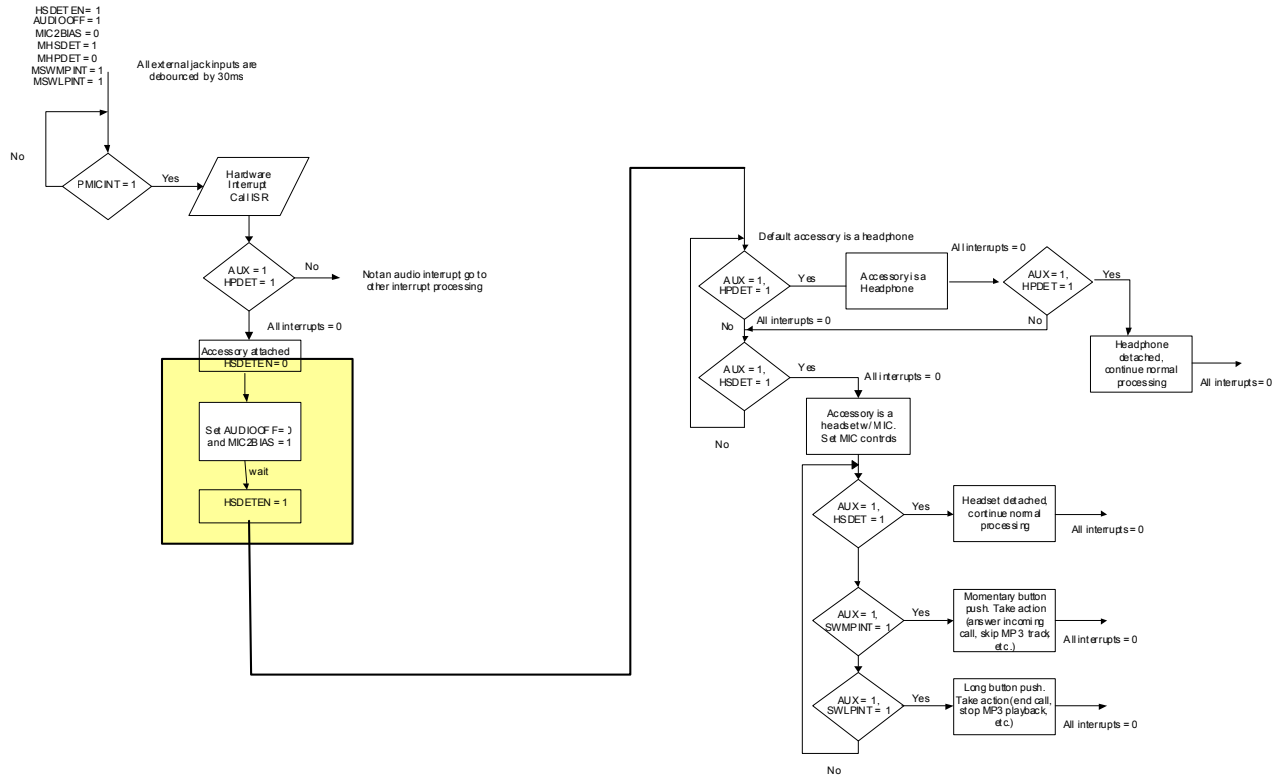 HSDETEN = 1
AUDIOOFF = 1
MIC2BIAS = 0
MHSDET = 1
MHPDET = 0
MSWMPINT = 1
MSWLPINT = 1
All external jack inputs are
debounced by 30ms
No
PMICINT = 1
Yes
Hardware
Interrupt
Call ISR
AUX = 1
HPDET = 1
No
Not an audio interrupt, go to
other interrupt processing
All interrupts = 0
Accessory attached
HSDETEN = 0
Set AUDIOOFF = 0
and MIC2BIAS = 1
wait
HSDETEN = 1
Default accessory is a headphone
AUX = 1,
HPDET = 1
Yes
Accessory is a
Headphone
All interrupts = 0
AUX = 1,
HPDET = 1
Yes
No
No
All interrupts = 0
Headphone
detached,
continue normal
processing
All interrupts = 0
AUX = 1,
HSDET = 1
Yes
All interrupts = 0
No
Accessory is a
headset w/ MIC.
Set MIC controls
AUX = 1,
HSDET = 1
Yes
Headset detached,
continue normal
processing
All interrupts = 0
AUX = 1,
SWMPINT = 1
Yes
Momentary button
push. Take action
(answer incoming
call, skip MP3 track,
etc.)
All interrupts = 0
AUX = 1,
SWLPINT = 1
Yes
Long button push.
Take action (end call,
stop MP3 playback,
etc.)
All interrupts = 0
No